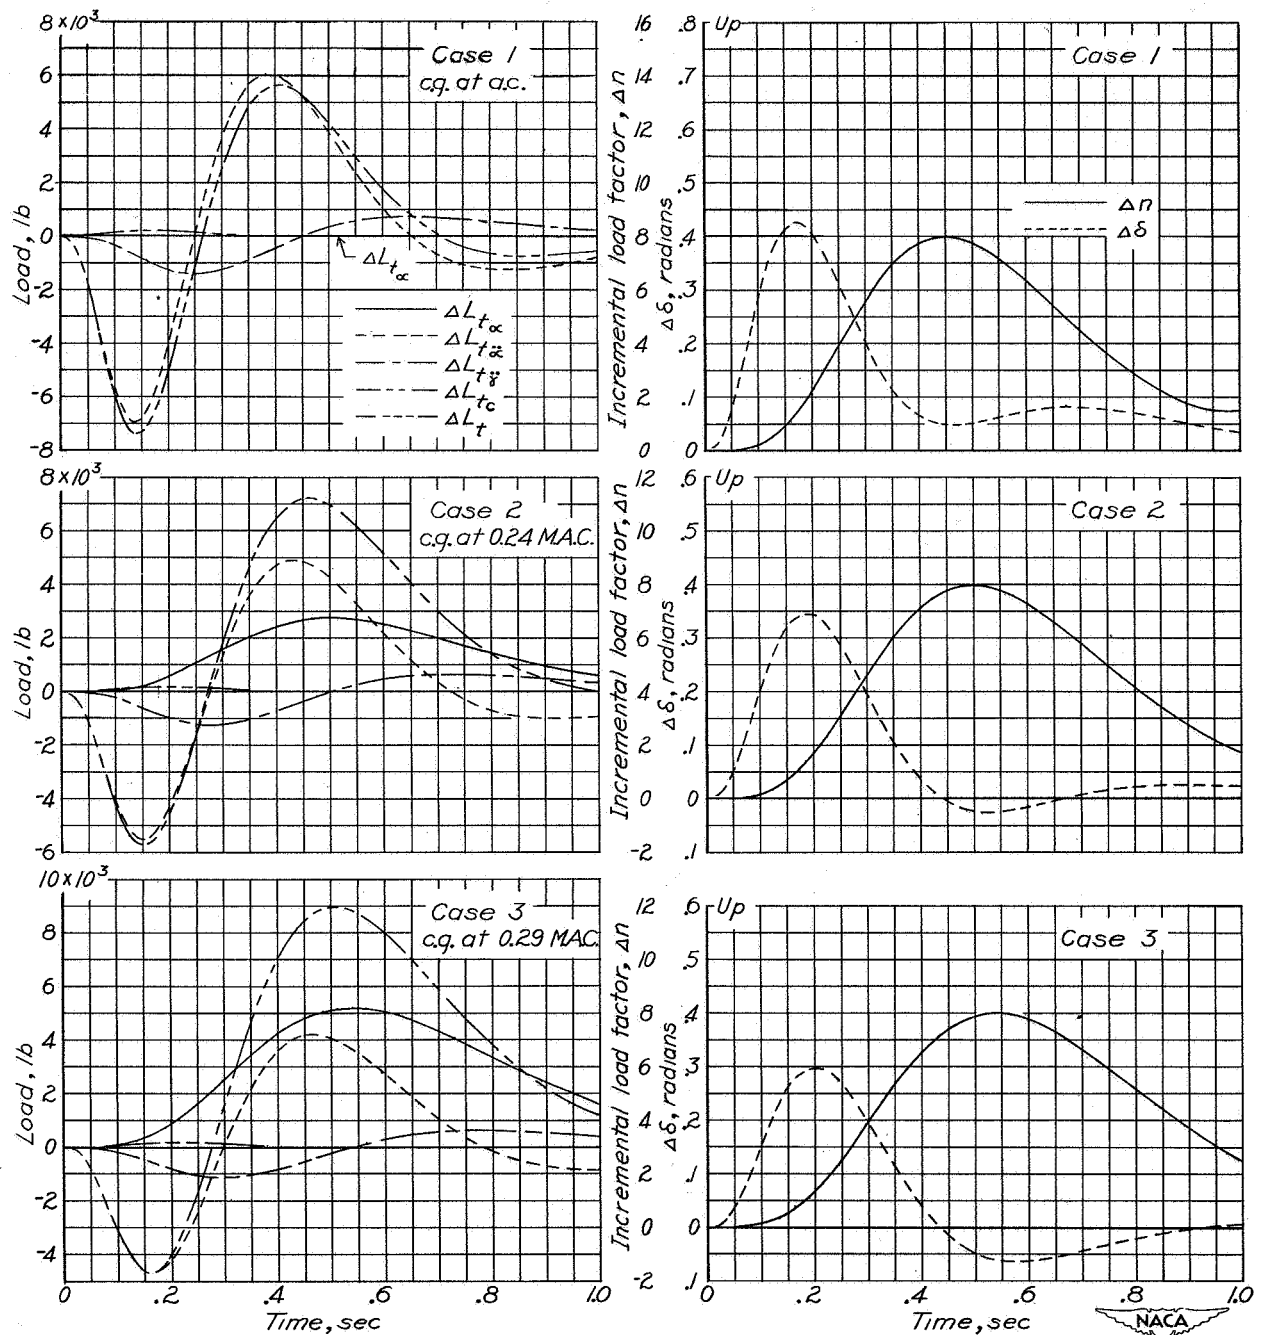 8×10³
6
4
2
0
-2
-4
-6
-8
Load, lb
Case 1
c.g. at a.c.
ΔL_tα
ΔL_tα
ΔL_tα̈
ΔL_tγ̈
ΔL_tc
ΔL_t
16
14
12
10
8
6
4
2
0
Incremental load factor, Δn
.8
.7
.6
.5
.4
.3
.2
.1
0
Δδ, radians
Up
Case 1
Δn
Δδ
8×10³
6
4
2
0
-2
-4
-6
Load, lb
Case 2
c.g. at 0.24 M.A.C.
12
10
8
6
4
2
0
-2
Incremental load factor, Δn
.6
.5
.4
.3
.2
.1
0
.1
Δδ, radians
Up
Case 2
10×10³
8
6
4
2
0
-2
-4
Load, lb
Case 3
c.g. at 0.29 M.A.C.
0 .2 .4 .6 .8 1.0
Time, sec
12
10
8
6
4
2
0
-2
Incremental load factor, Δn
.6
.5
.4
.3
.2
.1
0
.1
Δδ, radians
Up
Case 3
0 .2 .4 .6 .8 1.0
Time, sec
NACA